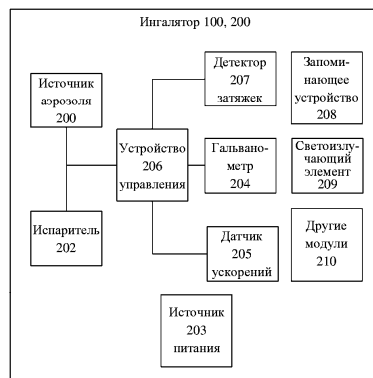 Ингалятор 100, 200
Источник
аэрозоля
200
Испаритель
202
Устройство
206
управления
Детектор
207
затяжек
Гальвано-
метр
204
Датчик
205
ускорений
Источник
203
питания
Запоми-
нающее
устройство
208
Светоизлу-
чающий
элемент
209
Другие
модули
210